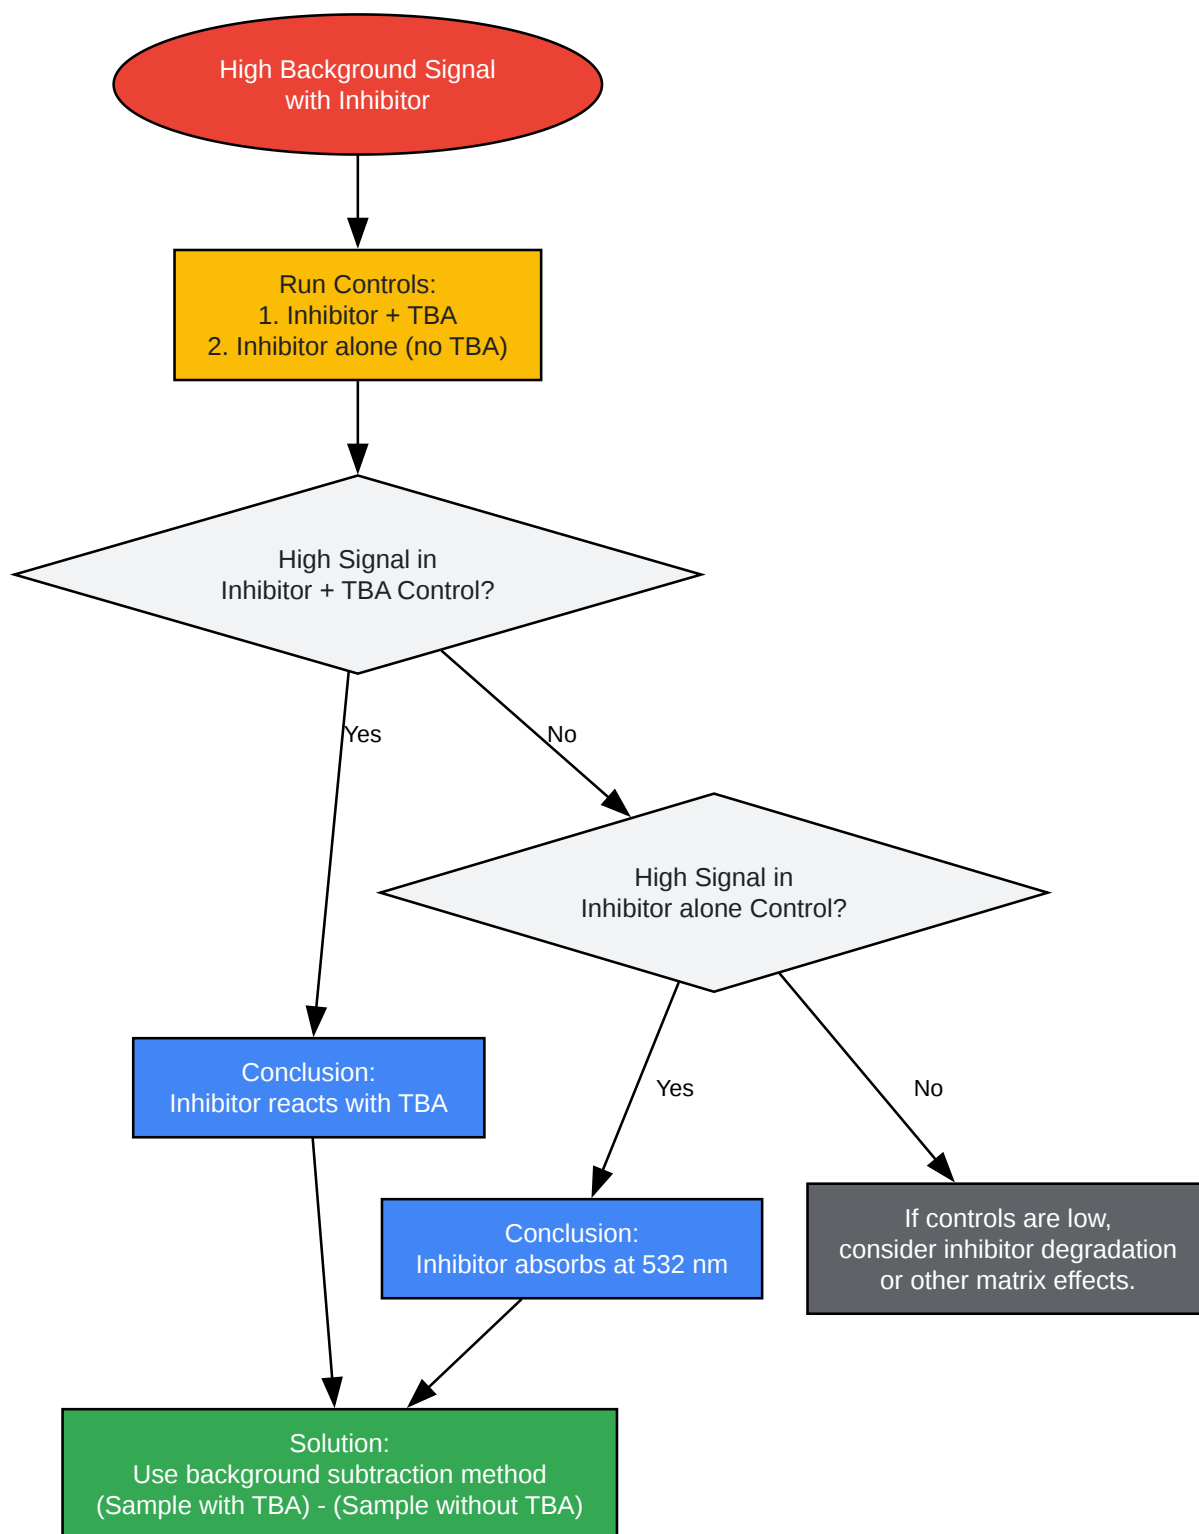 High Background Signal
with Inhibitor
Run Controls:
1. Inhibitor + TBA
2. Inhibitor alone (no TBA)
High Signal in
Inhibitor + TBA Control?
Yes
No
High Signal in
Inhibitor alone Control?
Conclusion:
Inhibitor reacts with TBA
Yes
No
Conclusion:
Inhibitor absorbs at 532 nm
If controls are low,
consider inhibitor degradation
or other matrix effects.
Solution:
Use background subtraction method
(Sample with TBA) - (Sample without TBA)